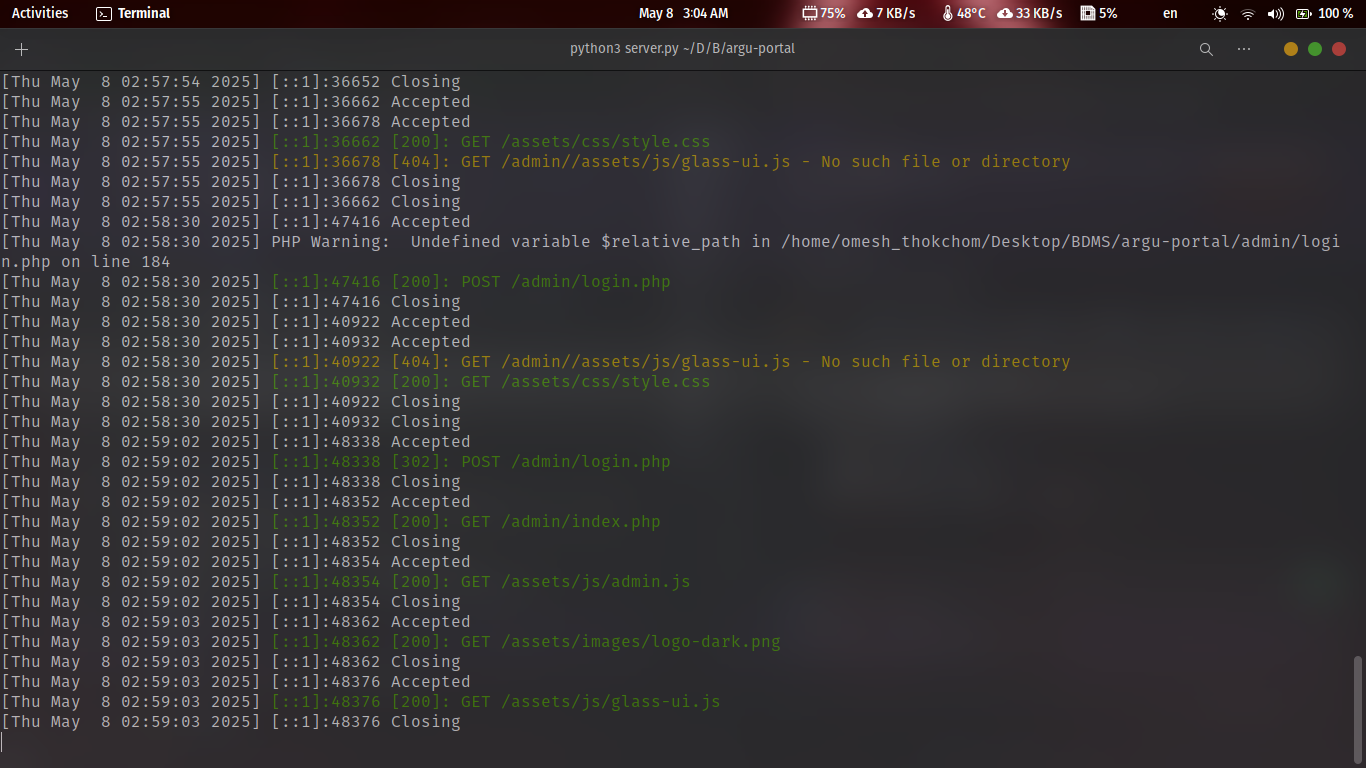 Activities Terminal May 8 3:04 AM 75% 7 KB/s 48°C 33 KB/s 5% en 100 %
python3 server.py ~/D/B/argu-portal
[Thu May  8 02:57:54 2025] [::1]:36652 Closing
[Thu May  8 02:57:55 2025] [::1]:36662 Accepted
[Thu May  8 02:57:55 2025] [::1]:36678 Accepted
[Thu May  8 02:57:55 2025] [::1]:36662 [200]: GET /assets/css/style.css
[Thu May  8 02:57:55 2025] [::1]:36678 [404]: GET /admin//assets/js/glass-ui.js - No such file or directory
[Thu May  8 02:57:55 2025] [::1]:36678 Closing
[Thu May  8 02:57:55 2025] [::1]:36662 Closing
[Thu May  8 02:58:30 2025] [::1]:47416 Accepted
[Thu May  8 02:58:30 2025] PHP Warning:  Undefined variable $relative_path in /home/omesh_thokchom/Desktop/BDMS/argu-portal/admin/logi
n.php on line 184
[Thu May  8 02:58:30 2025] [::1]:47416 [200]: POST /admin/login.php
[Thu May  8 02:58:30 2025] [::1]:47416 Closing
[Thu May  8 02:58:30 2025] [::1]:40922 Accepted
[Thu May  8 02:58:30 2025] [::1]:40932 Accepted
[Thu May  8 02:58:30 2025] [::1]:40922 [404]: GET /admin//assets/js/glass-ui.js - No such file or directory
[Thu May  8 02:58:30 2025] [::1]:40932 [200]: GET /assets/css/style.css
[Thu May  8 02:58:30 2025] [::1]:40922 Closing
[Thu May  8 02:58:30 2025] [::1]:40932 Closing
[Thu May  8 02:59:02 2025] [::1]:48338 Accepted
[Thu May  8 02:59:02 2025] [::1]:48338 [302]: POST /admin/login.php
[Thu May  8 02:59:02 2025] [::1]:48338 Closing
[Thu May  8 02:59:02 2025] [::1]:48352 Accepted
[Thu May  8 02:59:02 2025] [::1]:48352 [200]: GET /admin/index.php
[Thu May  8 02:59:02 2025] [::1]:48352 Closing
[Thu May  8 02:59:02 2025] [::1]:48354 Accepted
[Thu May  8 02:59:02 2025] [::1]:48354 [200]: GET /assets/js/admin.js
[Thu May  8 02:59:02 2025] [::1]:48354 Closing
[Thu May  8 02:59:03 2025] [::1]:48362 Accepted
[Thu May  8 02:59:03 2025] [::1]:48362 [200]: GET /assets/images/logo-dark.png
[Thu May  8 02:59:03 2025] [::1]:48362 Closing
[Thu May  8 02:59:03 2025] [::1]:48376 Accepted
[Thu May  8 02:59:03 2025] [::1]:48376 [200]: GET /assets/js/glass-ui.js
[Thu May  8 02:59:03 2025] [::1]:48376 Closing